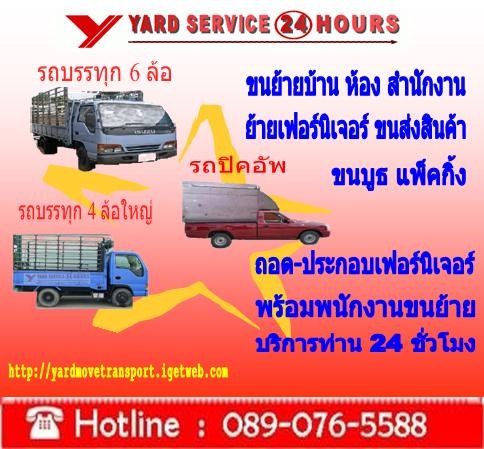 YARD SERVICE 24 HOURS
รถบรรทุก 6 ล้อ
ขนย้ายบ้าน ห้อง สำนักงาน
ย้ายเฟอร์นิเจอร์ ขนส่งสินค้า
ขนบูธ แพ็คกิ้ง
ISUZU
รถปิคอัพ
รถบรรทุก 4 ล้อใหญ่
YARD SERVICE 24 HOURS
ถอด-ประกอบเฟอร์นิเจอร์
พร้อมพนักงานขนย้าย
บริการท่าน 24 ชั่วโมง
http://yardmovetransport.igetweb.com/
Hotline : 089-076-5588